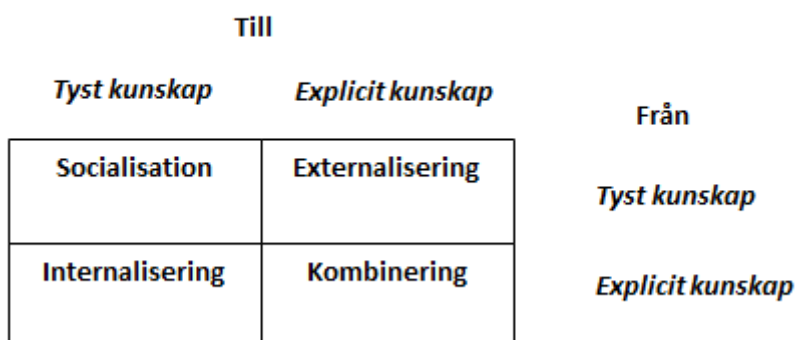 Till
Tyst kunskap Explicit kunskap
Från
Socialisation Externalisering
Tyst kunskap
Internalisering Kombinering
Explicit kunskap